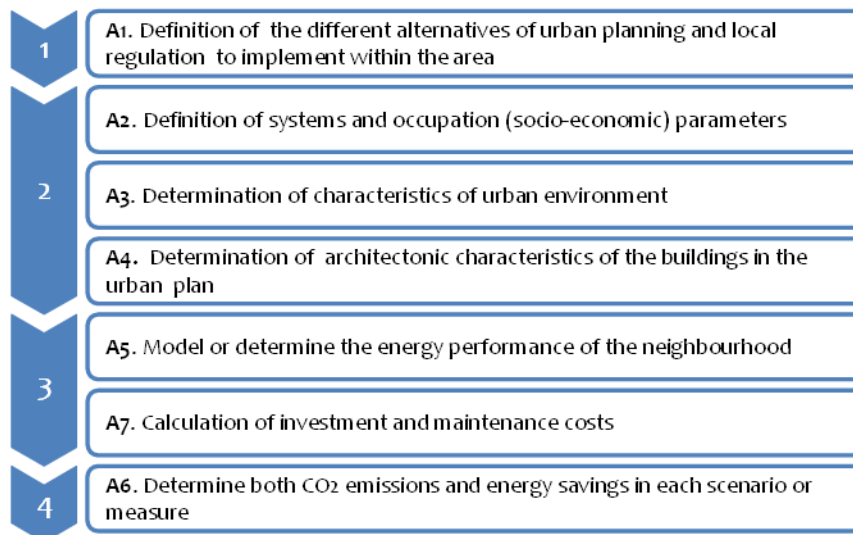 1
A1. Definition of the different alternatives of urban planning and local
regulation to implement within the area
2
A2. Definition of systems and occupation (socio-economic) parameters
A3. Determination of characteristics of urban environment
A4. Determination of architectonic characteristics of the buildings in the
urban plan
3
A5. Model or determine the energy performance of the neighbourhood
A7. Calculation of investment and maintenance costs
4
A6. Determine both CO2 emissions and energy savings in each scenario or
measure